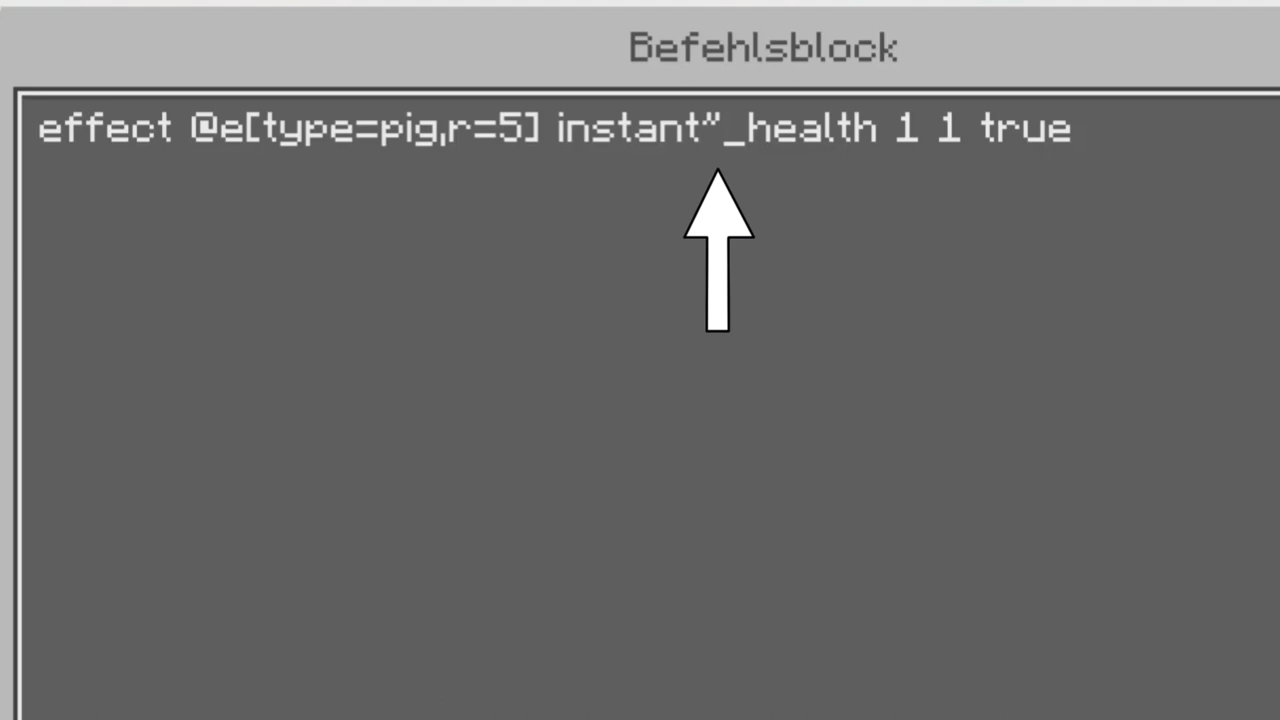 Befehlsblock
effect @e[type=pig,r=5] instant"_health 1 1 true